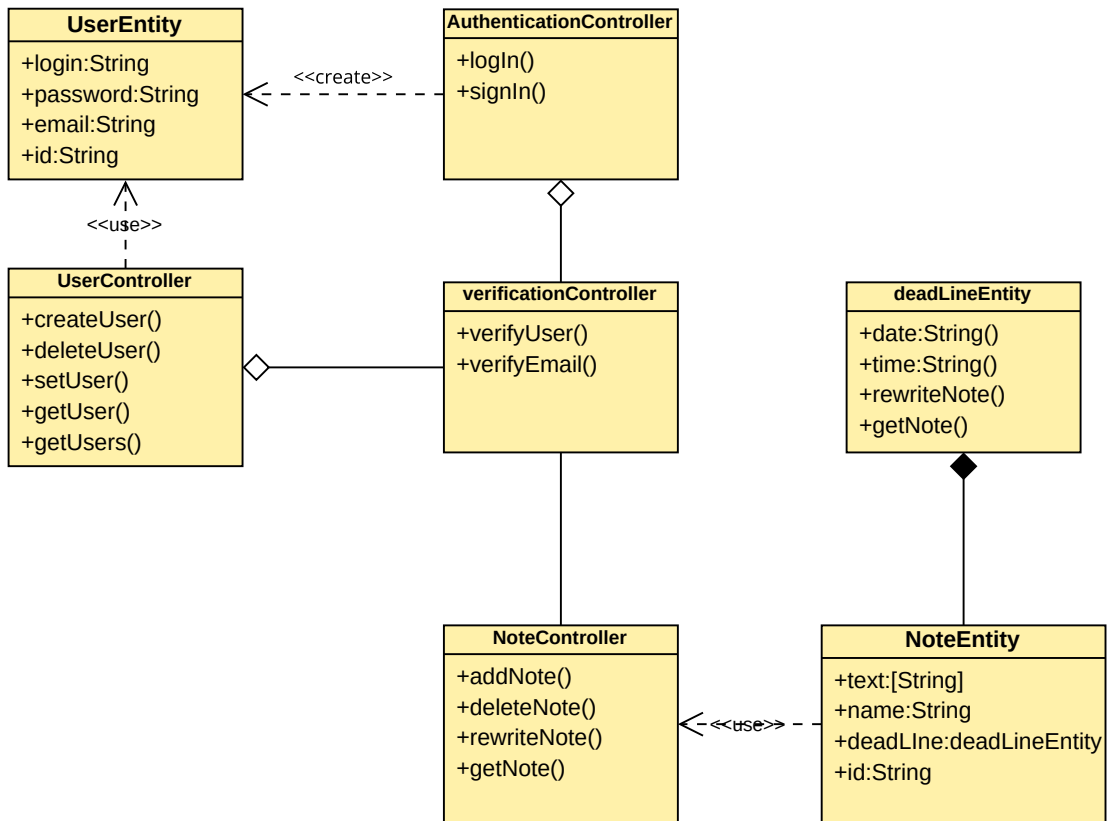 UserEntity
+login:String
+password:String
+email:String
+id:String
<<create>>
AuthenticationController
+logIn()
+signIn()
<<use>>
UserController
+createUser()
+deleteUser()
+setUser()
+getUser()
+getUsers()
verificationController
+verifyUser()
+verifyEmail()
deadLineEntity
+date:String()
+time:String()
+rewriteNote()
+getNote()
NoteController
+addNote()
+deleteNote()
+rewriteNote()
+getNote()
<<use>>
NoteEntity
+text:[String]
+name:String
+deadLIne:deadLineEntity
+id:String